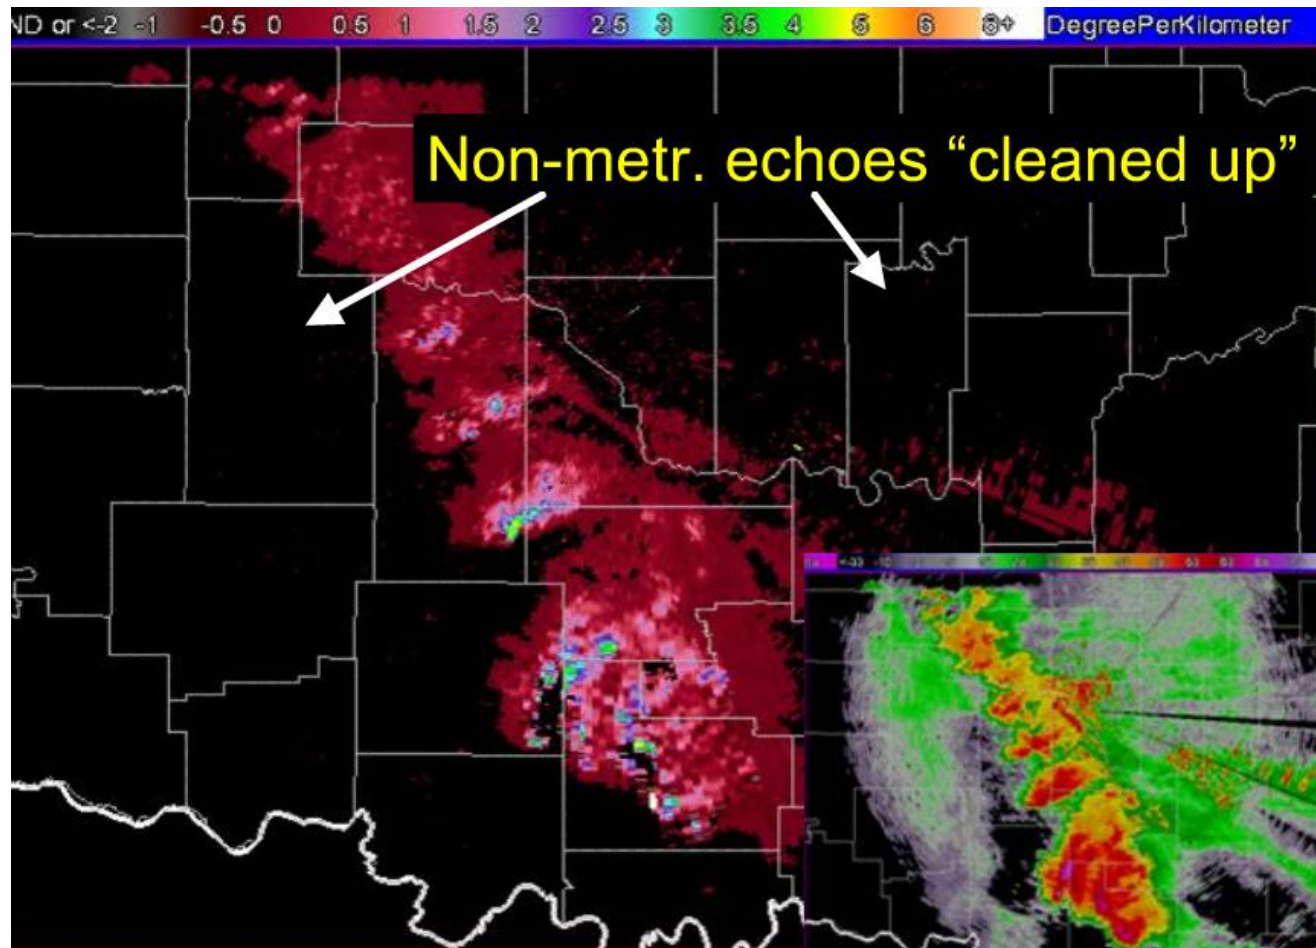 ND or <-2 -1 -0.5 0 0.5 1 1.5 2 2.5 3 3.5 4 5 6 8+ DegreePerKilometer
Non-metr. echoes “cleaned up”